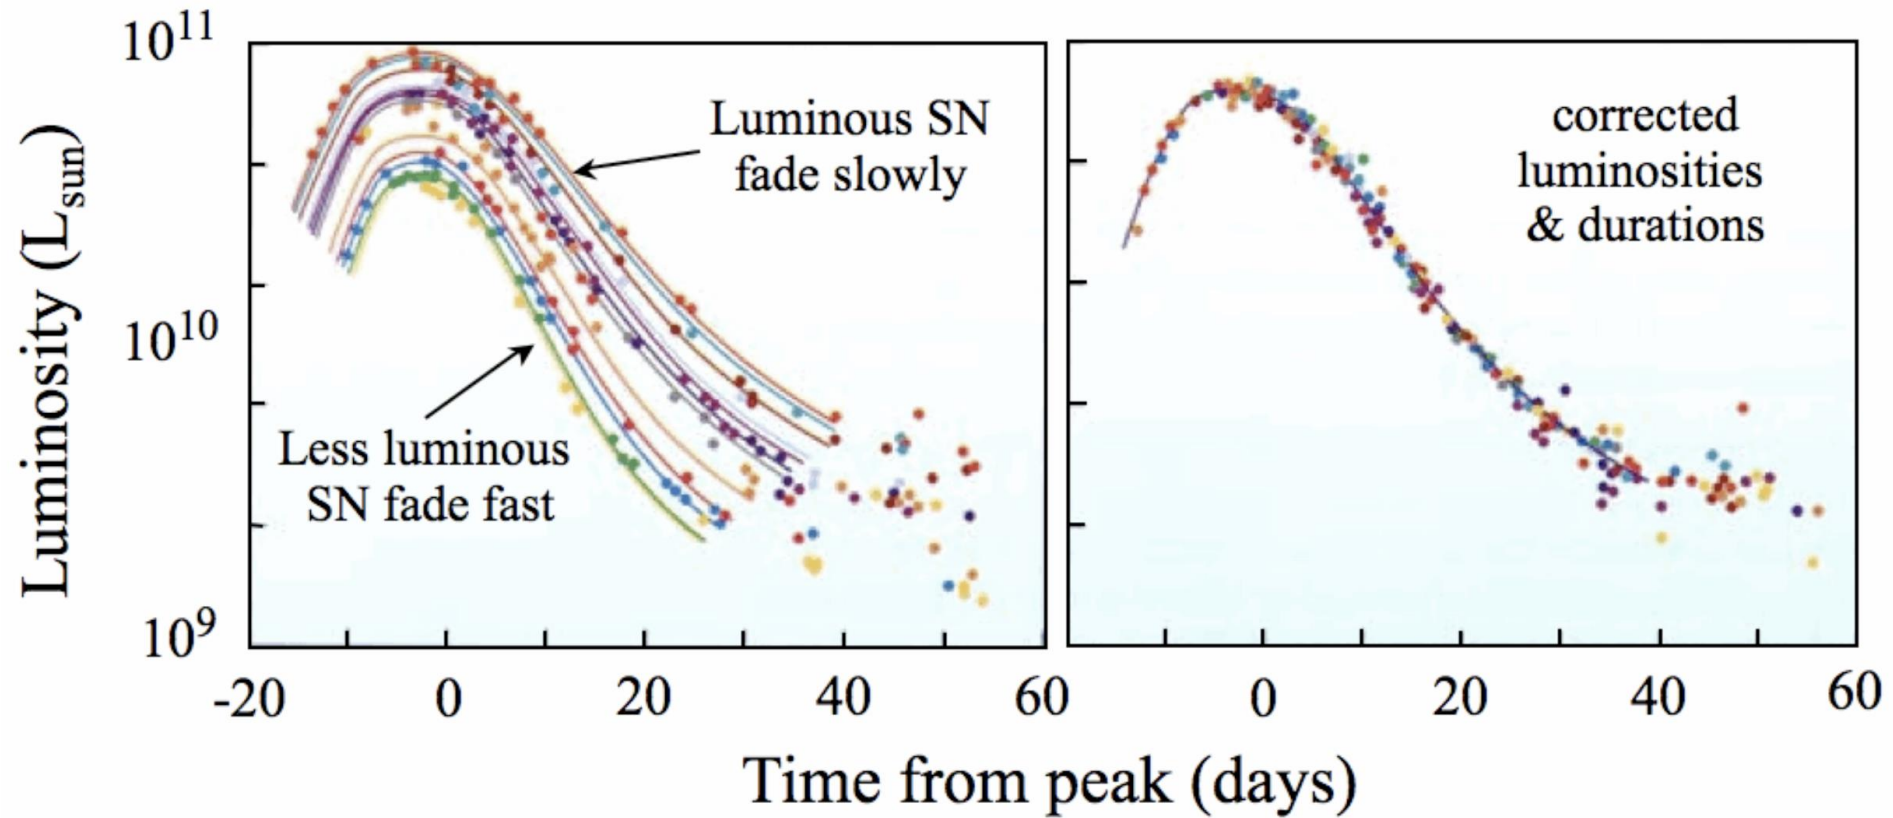 10¹¹
10¹⁰
10⁹
Luminosity (Lₛᵤₙ)
Luminous SN
fade slowly
Less luminous
SN fade fast
corrected
luminosities
& durations
-20 0 20 40 60 0 20 40 60
Time from peak (days)